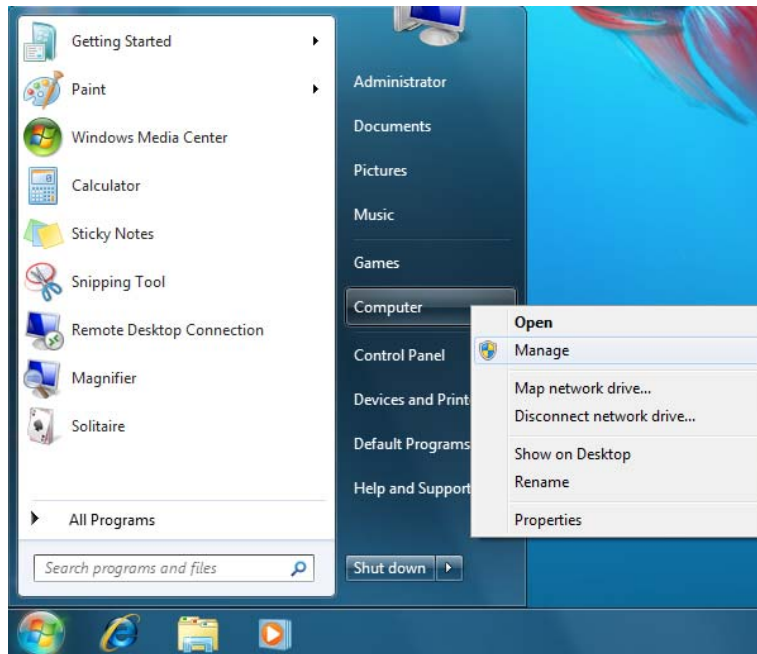 Getting Started
Paint
Windows Media Center
Calculator
Sticky Notes
Snipping Tool
Remote Desktop Connection
Magnifier
Solitaire
All Programs
Search programs and files
Administrator
Documents
Pictures
Music
Games
Computer
Control Panel
Devices and Print
Default Programs
Help and Support
Shut down
Open
Manage
Map network drive...
Disconnect network drive...
Show on Desktop
Rename
Properties